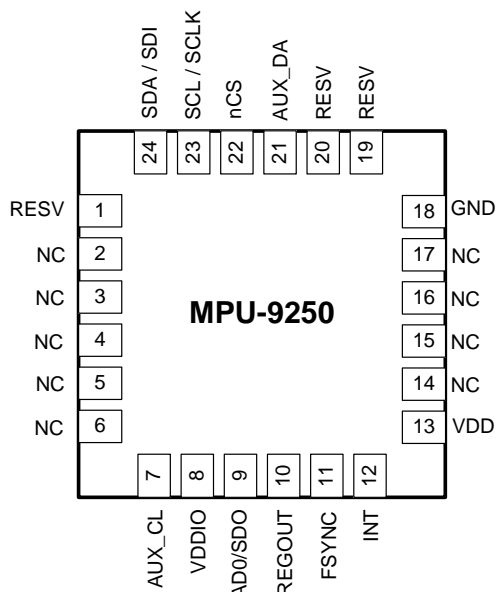 SDA / SDI
SCL / SCLK
nCS
AUX_DA
RESV
RESV
24
23
22
21
20
19
RESV
1
18
GND
NC
2
17
NC
NC
3
16
NC
MPU-9250
NC
4
15
NC
NC
5
14
NC
NC
6
13
VDD
7
8
9
10
11
12
AUX_CL
VDDIO
AD0/SDO
REGOUT
FSYNC
INT